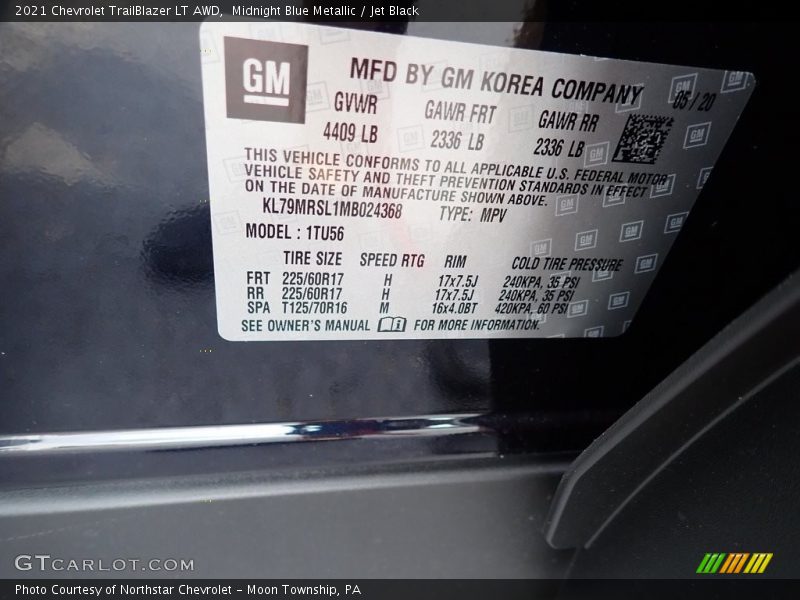 2021 Chevrolet TrailBlazer LT AWD, Midnight Blue Metallic / Jet Black
GM
MFD BY GM KOREA COMPANY
05 / 20
GVWR GAWR FRT GAWR RR
4409 LB 2336 LB 2336 LB
THIS VEHICLE CONFORMS TO ALL APPLICABLE U.S. FEDERAL MOTOR
VEHICLE SAFETY AND THEFT PREVENTION STANDARDS IN EFFECT
ON THE DATE OF MANUFACTURE SHOWN ABOVE.
KL79MRSL1MB024368 TYPE: MPV
MODEL : 1TU56
TIRE SIZE SPEED RTG RIM COLD TIRE PRESSURE
FRT 225/60R17 H 17x7.5J 240KPA, 35 PSI
RR 225/60R17 H 17x7.5J 240KPA, 35 PSI
SPA T125/70R16 M 16x4.0BT 420KPA, 60 PSI
SEE OWNER'S MANUAL FOR MORE INFORMATION.
GTCARLOT.COM
Photo Courtesy of Northstar Chevrolet - Moon Township, PA